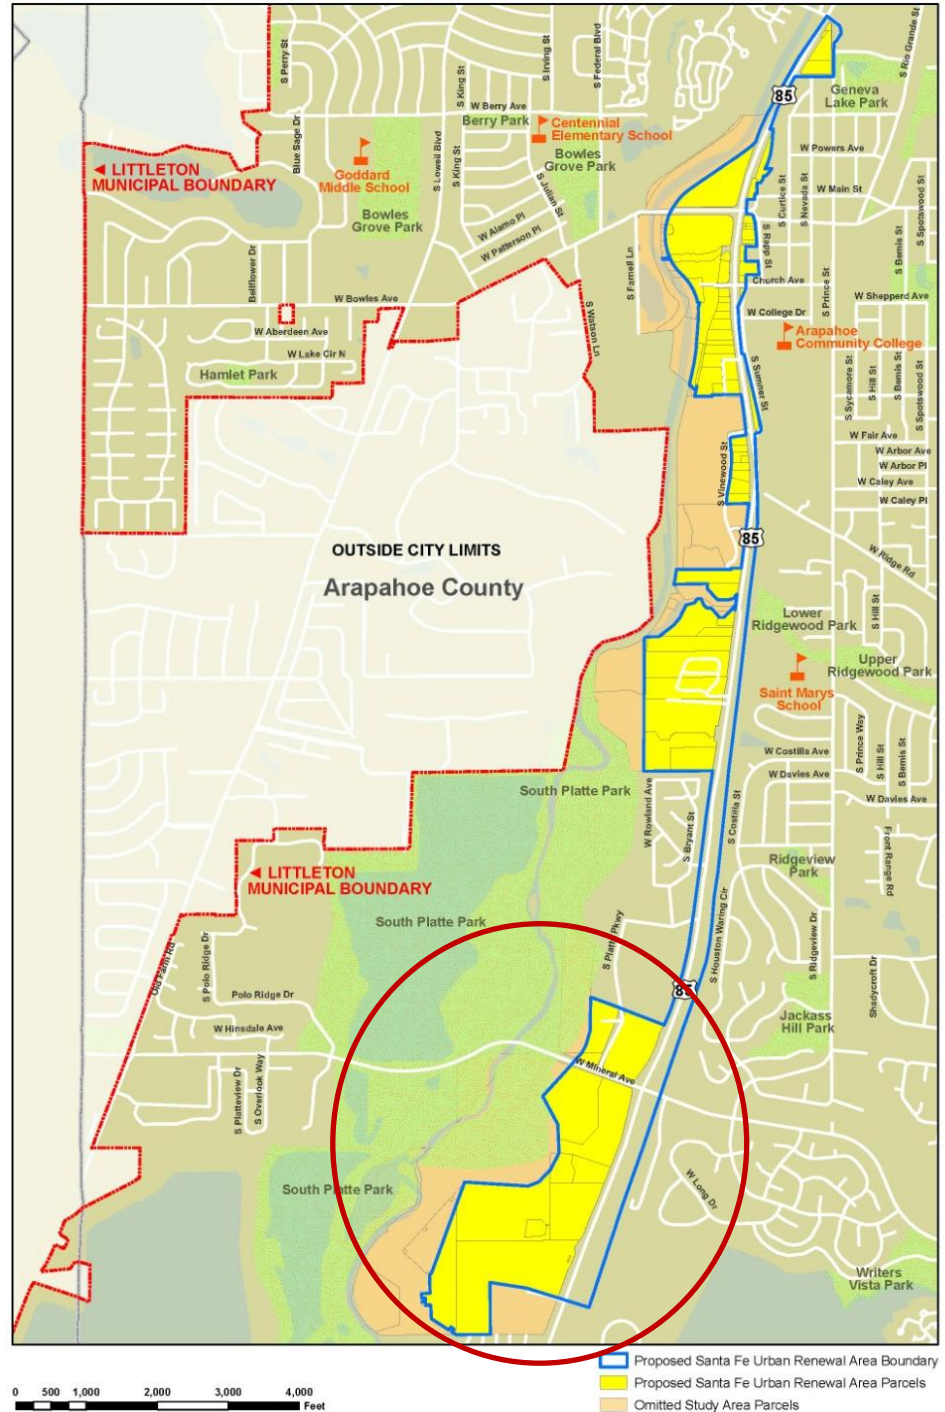 S Perry St
S King St
S Irving St
S Federal Blvd
S Rio Grande St
85
Geneva
Lake Park
W Berry Ave
Berry Park
Centennial
Elementary School
Blue Sage Dr
S Lowell Blvd
S King St
Bowles
Grove Park
W Powers Ave
LITTLETON
MUNICIPAL BOUNDARY
Goddard
Middle School
S Julian St
S Curtice St
S Nevada St
W Main St
S Spotswood St
Bowles
Grove Park
W Alamo Pl
W Patterson Pl
S Rapp St
S Bemis St
Bellflower Dr
S Farnell Ln
Church Ave
S Prince St
W Bowles Ave
W Shepperd Ave
W Aberdeen Ave
S Watson Ln
W College Dr
Arapahoe
Community College
W Lake Cir N
Hamlet Park
S Sumner St
S Sycamore St
S Hill St
S Bemis St
S Spotswood St
W Fair Ave
W Arbor Ave
W Arbor Pl
S Vinewood St
W Caley Ave
W Caley Pl
85
OUTSIDE CITY LIMITS
Arapahoe County
W Ridge Rd
S Hill St
Lower
Ridgewood Park
Upper
Ridgewood Park
Saint Marys
School
S Prince Way
S Hill St
S Bemis St
W Costilla Ave
W Davies Ave
South Platte Park
W Rowland Ave
S Bryant St
S Costilla St
W Davies Ave
Front Range Rd
Ridgeview
Park
LITTLETON
MUNICIPAL BOUNDARY
South Platte Park
S Platte Pkwy
S Houston Waring Cir
S Ridgeview Dr
Old Farm Rd
S Polo Ridge Dr
Shadycroft Dr
Polo Ridge Dr
85
Jackass
Hill Park
W Hinsdale Ave
W Mineral Ave
S Platteview Dr
S Overlook Way
South Platte Park
W Long Dr
Writers
Vista Park
Proposed Santa Fe Urban Renewal Area Boundary
Proposed Santa Fe Urban Renewal Area Parcels
Omitted Study Area Parcels
0 500 1,000 2,000 3,000 4,000
Feet